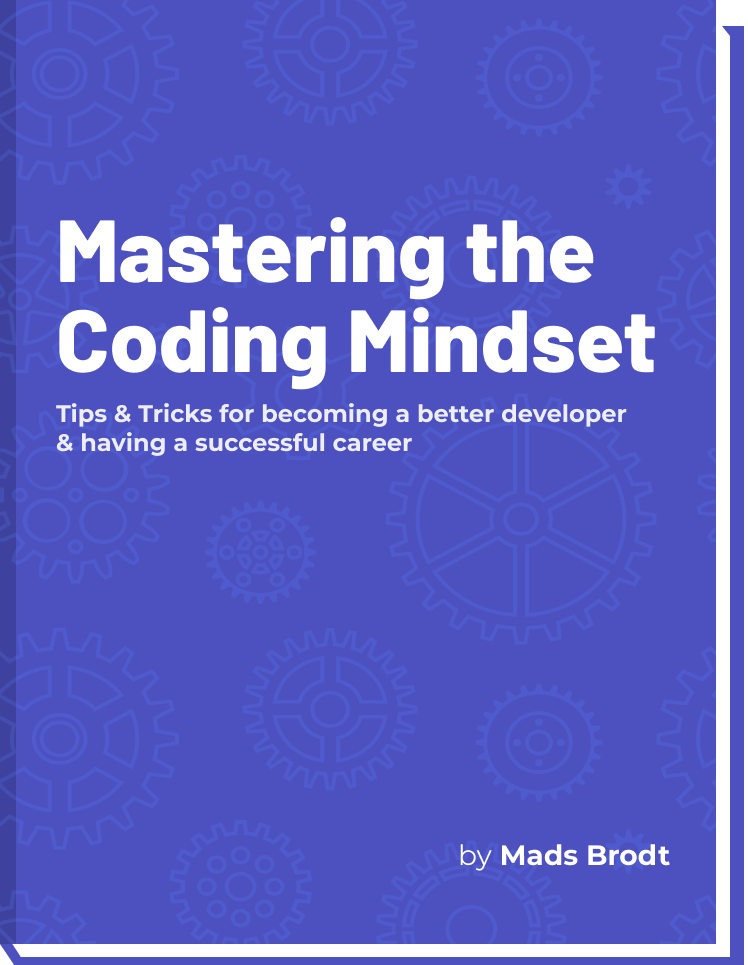 Mastering the
Coding Mindset
Tips & Tricks for becoming a better developer
& having a successful career
by Mads Brodt